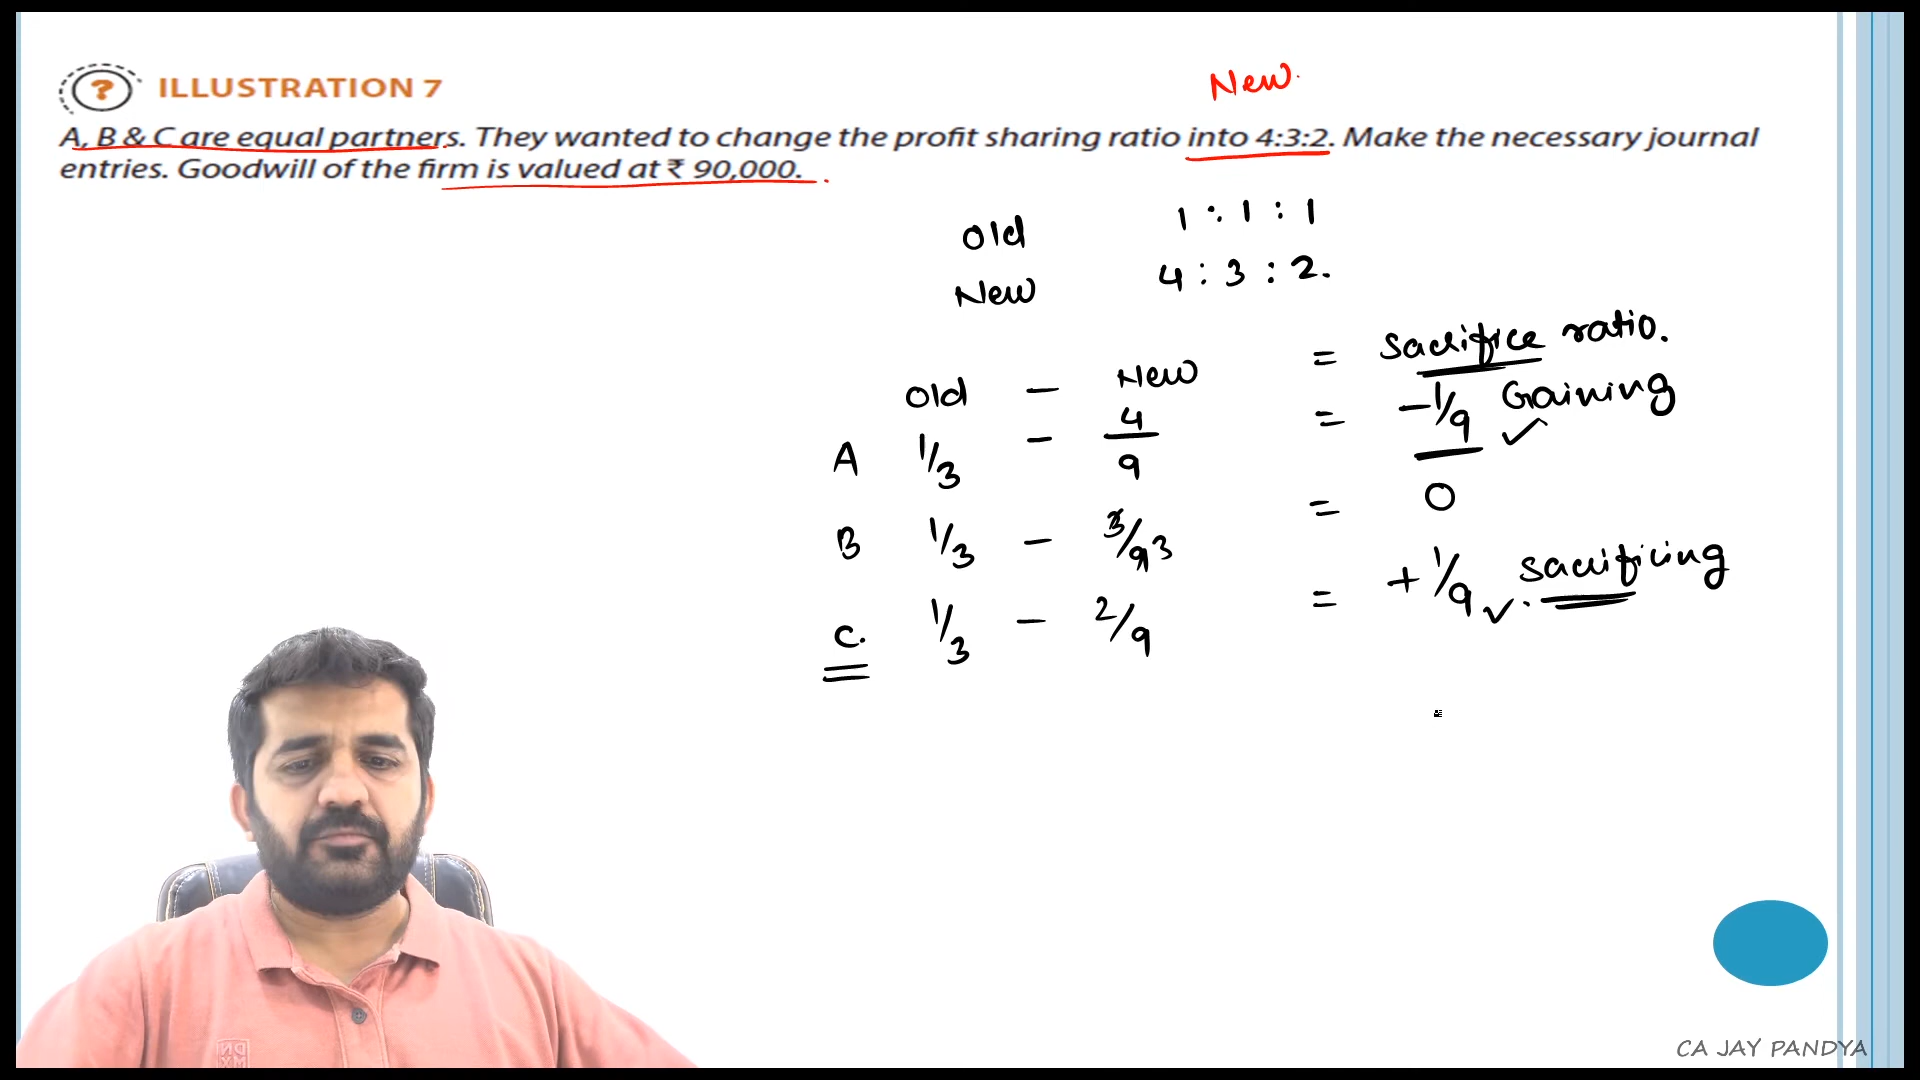 ? ILLUSTRATION 7
New.
A, B & C are equal partners. They wanted to change the profit sharing ratio into 4:3:2. Make the necessary journal
entries. Goodwill of the firm is valued at ₹ 90,000.
Old 1 : 1 : 1
New 4 : 3 : 2.
Old - New = Sacrifice ratio.
A 1/3 - 4/9 = -1/9 Gaining ✓
B 1/3 - 3/9 3 = 0
C. 1/3 - 2/9 = + 1/9 ✓. sacrificing
CA JAY PANDYA